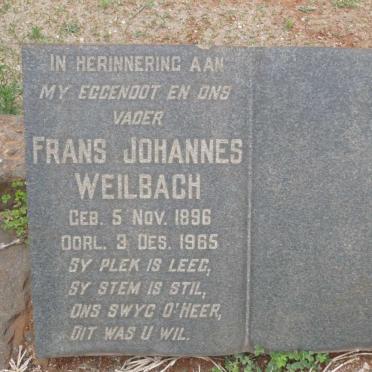 IN HERINNERING AAN
MY EGGENOOT EN ONS
VADER
FRANS JOHANNES
WEILBACH
GEB. 5 NOV. 1896
OORL. 3 DES. 1965
SY PLEK IS LEEG,
SY STEM IS STIL,
ONS SWYG O'HEER,
DIT WAS U WIL.